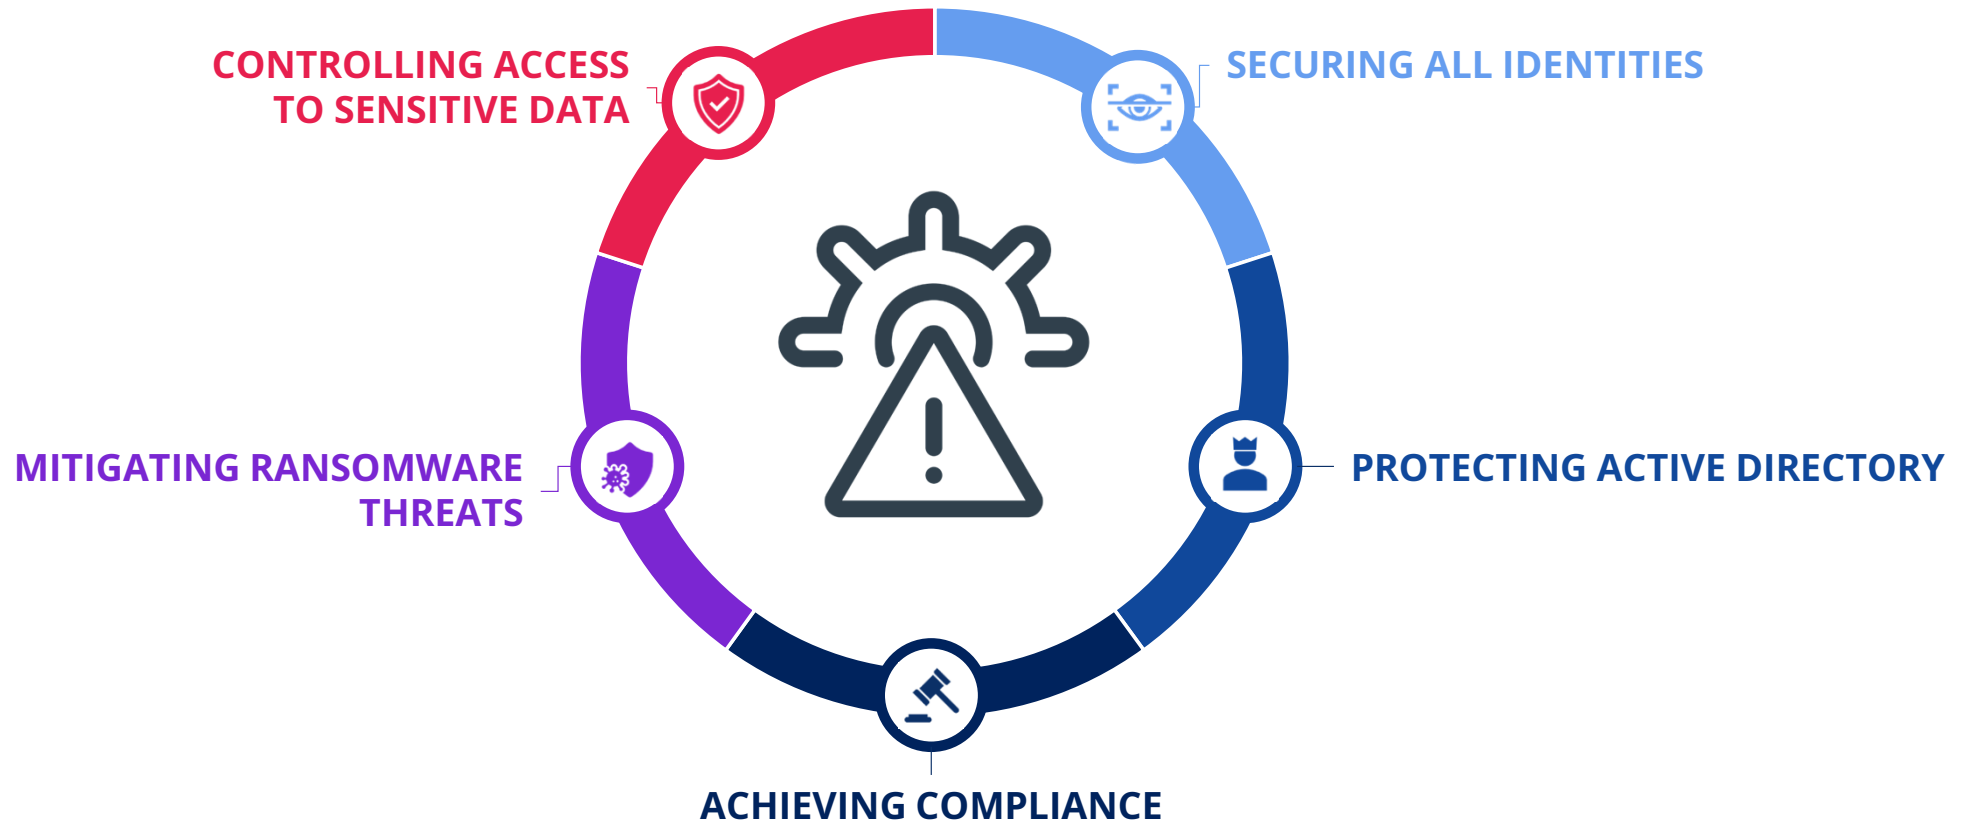 CONTROLLING ACCESS
TO SENSITIVE DATA
SECURING ALL IDENTITIES
MITIGATING RANSOMWARE
THREATS
PROTECTING ACTIVE DIRECTORY
ACHIEVING COMPLIANCE